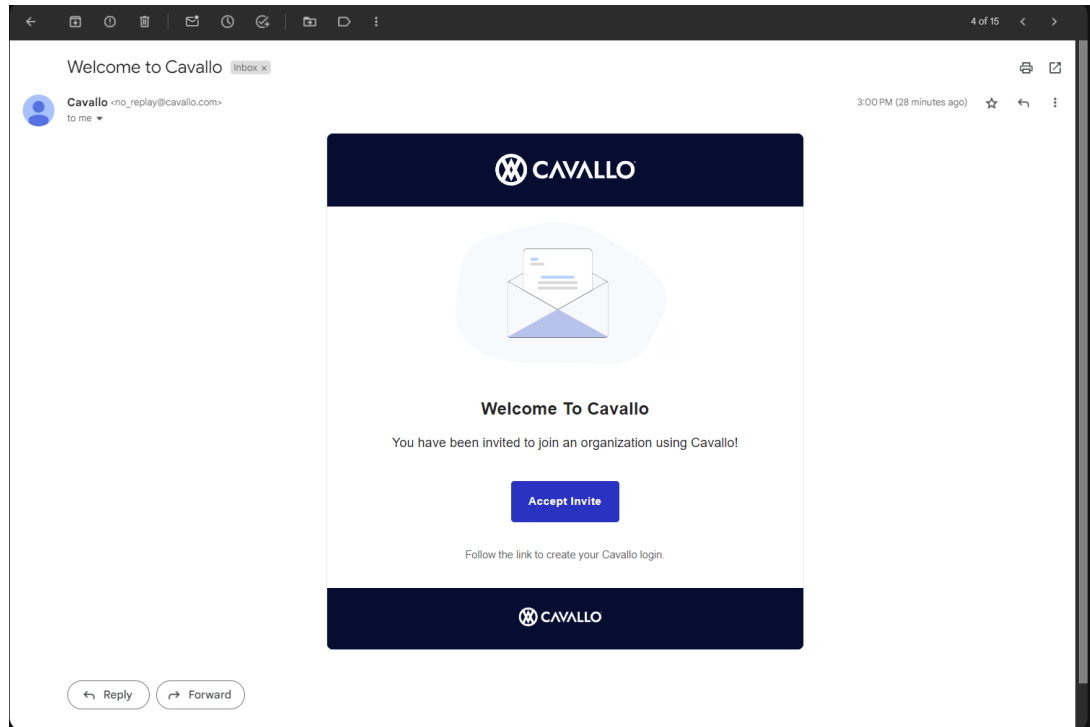 4 of 15
Welcome to Cavallo Inbox ×
Cavallo <no_replay@cavallo.com> 3:00 PM (28 minutes ago)
to me
CAVALLO
Welcome To Cavallo
You have been invited to join an organization using Cavallo!
Accept Invite
Follow the link to create your Cavallo login.
CAVALLO
Reply Forward